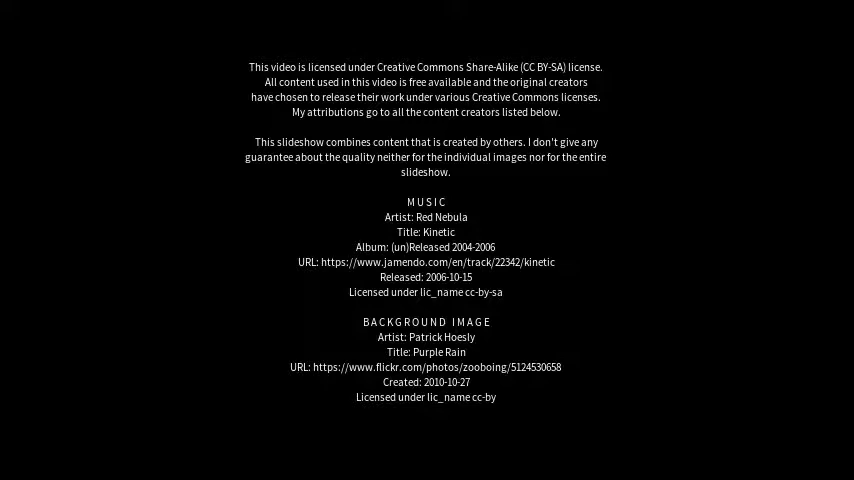 This video is licensed under Creative Commons Share-Alike (CC BY-SA) license.
All content used in this video is free available and the original creators
have chosen to release their work under various Creative Commons licenses.
My attributions go to all the content creators listed below.
This slideshow combines content that is created by others. I don't give any
guarantee about the quality neither for the individual images nor for the entire
slideshow.
M U S I C
Artist: Red Nebula
Title: Kinetic
Album: (un)Released 2004-2006
URL: https://www.jamendo.com/en/track/22342/kinetic
Released: 2006-10-15
Licensed under lic_name cc-by-sa
B A C K G R O U N D   I M A G E
Artist: Patrick Hoesly
Title: Purple Rain
URL: https://www.flickr.com/photos/zooboing/5124530658
Created: 2010-10-27
Licensed under lic_name cc-by